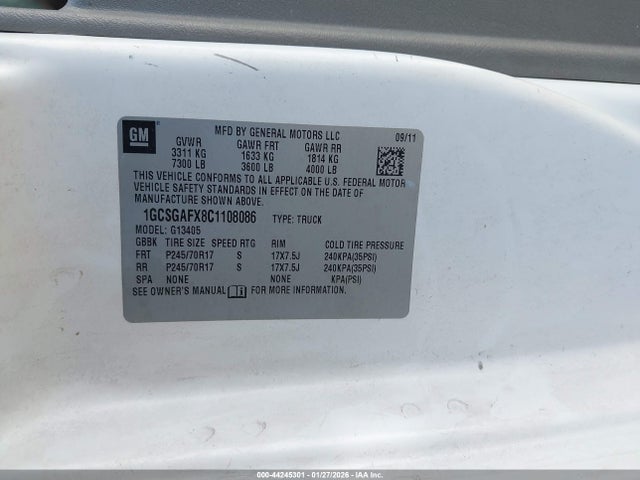 GM
MFD BY GENERAL MOTORS LLC 09/11
GVWR GAWR FRT GAWR RR
3311 KG 1633 KG 1814 KG
7300 LB 3600 LB 4000 LB
THIS VEHICLE CONFORMS TO ALL APPLICABLE U.S. FEDERAL MOTOR
VEHICLE SAFETY STANDARDS IN EFFECT ON THE DATE OF
MANUFACTURE SHOWN ABOVE.
1GCSGAFX8C1108086 TYPE: TRUCK
MODEL: G13405
GBBK TIRE SIZE SPEED RTG RIM COLD TIRE PRESSURE
FRT P245/70R17 S 17X7.5J 240KPA(35PSI)
RR P245/70R17 S 17X7.5J 240KPA(35PSI)
SPA NONE NONE KPA(PSI)
SEE OWNER'S MANUAL FOR MORE INFORMATION.
000-44245301 - 01/27/2026 - IAA Inc.